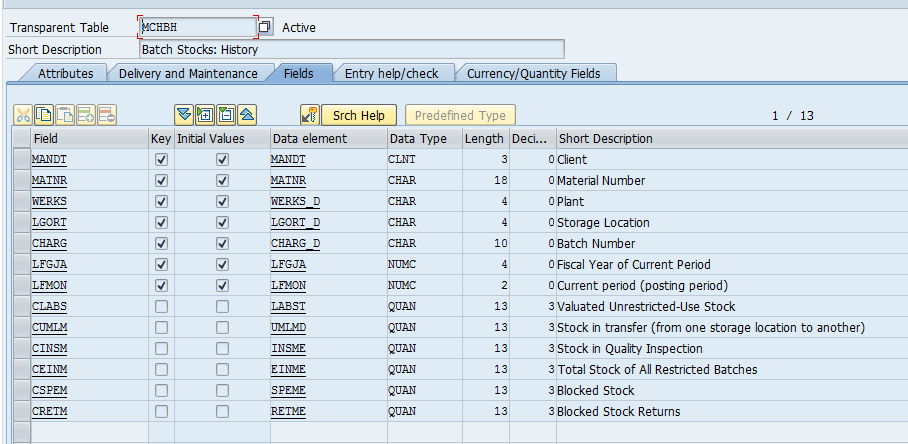 Transparent Table MCHBH Active
Short Description Batch Stocks: History
Attributes Delivery and Maintenance Fields Entry help/check Currency/Quantity Fields
Srch Help Predefined Type 1 / 13
Field Key Initial Values Data element Data Type Length Deci... Short Description
MANDT MANDT CLNT 3 0 Client
MATNR MATNR CHAR 18 0 Material Number
WERKS WERKS_D CHAR 4 0 Plant
LGORT LGORT_D CHAR 4 0 Storage Location
CHARG CHARG_D CHAR 10 0 Batch Number
LFGJA LFGJA NUMC 4 0 Fiscal Year of Current Period
LFMON LFMON NUMC 2 0 Current period (posting period)
CLABS LABST QUAN 13 3 Valuated Unrestricted-Use Stock
CUMLM UMLMD QUAN 13 3 Stock in transfer (from one storage location to another)
CINSM INSME QUAN 13 3 Stock in Quality Inspection
CEINM EINME QUAN 13 3 Total Stock of All Restricted Batches
CSPEM SPEME QUAN 13 3 Blocked Stock
CRETM RETME QUAN 13 3 Blocked Stock Returns